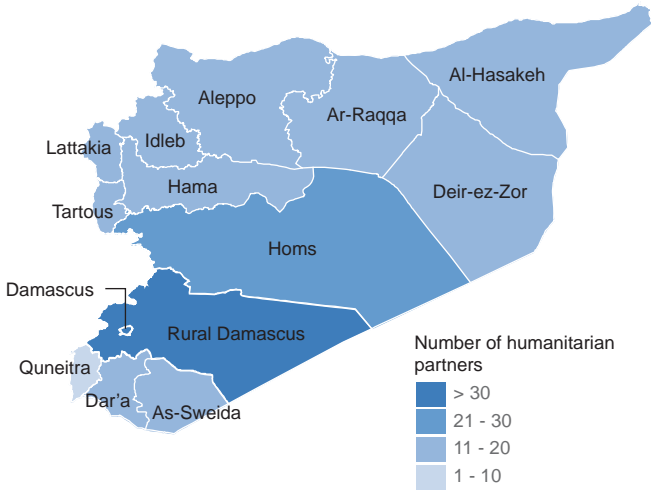 Al-Hasakeh
Aleppo
Ar-Raqqa
Idleb
Lattakia
Hama
Deir-ez-Zor
Tartous
Homs
Damascus
Rural Damascus
Quneitra
Dar’a
As-Sweida
Number of humanitarian
partners
> 30
21 - 30
11 - 20
1 - 10